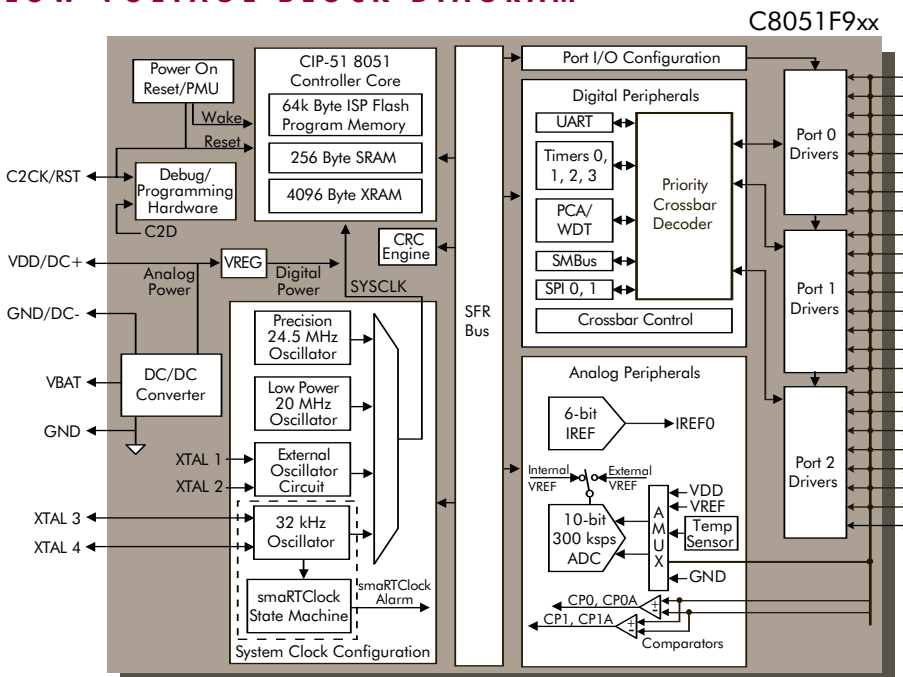 LOW VOLTAGE BLOCK DIAGRAM
C8051F9xx
Power On
Reset/PMU
Wake
Reset
C2CK/RST
Debug/
Programming
Hardware
C2D
CIP-51 8051
Controller Core
64k Byte ISP Flash
Program Memory
256 Byte SRAM
4096 Byte XRAM
CRC
Engine
VDD/DC+
Analog
Power
VREG
Digital
Power
SYSCLK
GND/DC-
VBAT
DC/DC
Converter
GND
XTAL 1
XTAL 2
XTAL 3
XTAL 4
Precision
24.5 MHz
Oscillator
Low Power
20 MHz
Oscillator
External
Oscillator
Circuit
32 kHz
Oscillator
smaRTClock
State Machine
smaRTClock
Alarm
System Clock Configuration
SFR
Bus
Port I/O Configuration
Digital Peripherals
UART
Timers 0,
1, 2, 3
PCA/
WDT
SMBus
SPI 0, 1
Priority
Crossbar
Decoder
Crossbar Control
Analog Peripherals
6-bit
IREF
IREF0
Internal
VREF
External
VREF
10-bit
300 ksps
ADC
A
M
U
X
VDD
VREF
Temp
Sensor
GND
CP0, CP0A
+
-
CP1, CP1A
+
-
Comparators
Port 0
Drivers
Port 1
Drivers
Port 2
Drivers